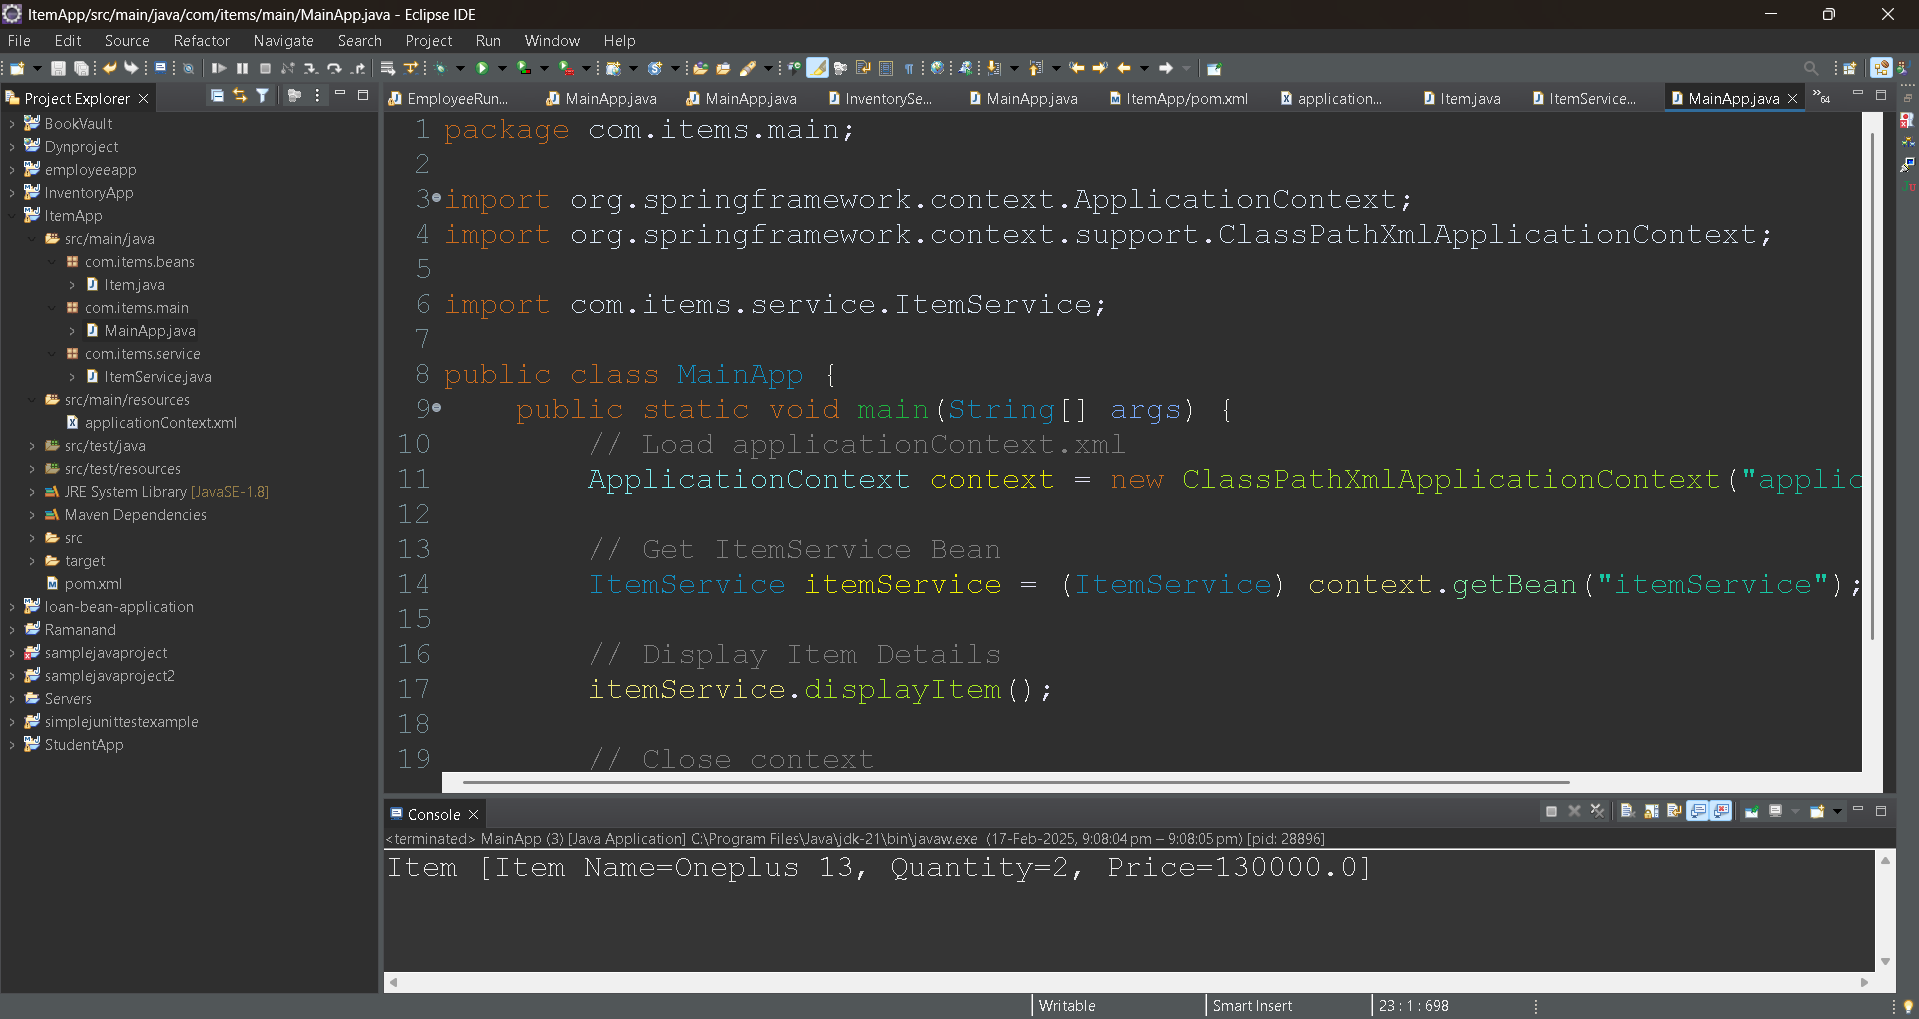 ItemApp/src/main/java/com/items/main/MainApp.java - Eclipse IDE
File Edit Source Refactor Navigate Search Project Run Window Help
Project Explorer
BookVault
Dynproject
employeeapp
InventoryApp
ItemApp
src/main/java
com.items.beans
Item.java
com.items.main
MainApp.java
com.items.service
ItemService.java
src/main/resources
applicationContext.xml
src/test/java
src/test/resources
JRE System Library [JavaSE-1.8]
Maven Dependencies
src
target
pom.xml
loan-bean-application
Ramanand
samplejavaproject
samplejavaproject2
Servers
simplejunittestexample
StudentApp
EmployeeRun... MainApp.java MainApp.java InventorySe... MainApp.java ItemApp/pom.xml application... Item.java ItemService... MainApp.java »64
1 package com.items.main;
2
3 import org.springframework.context.ApplicationContext;
4 import org.springframework.context.support.ClassPathXmlApplicationContext;
5
6 import com.items.service.ItemService;
7
8 public class MainApp {
9 public static void main(String[] args) {
10 // Load applicationContext.xml
11 ApplicationContext context = new ClassPathXmlApplicationContext("applic
12
13 // Get ItemService Bean
14 ItemService itemService = (ItemService) context.getBean("itemService");
15
16 // Display Item Details
17 itemService.displayItem();
18
19 // Close context
Console
<terminated> MainApp (3) [Java Application] C:\Program Files\Java\jdk-21\bin\javaw.exe (17-Feb-2025, 9:08:04 pm – 9:08:05 pm) [pid: 28896]
Item [Item Name=Oneplus 13, Quantity=2, Price=130000.0]
Writable Smart Insert 23 : 1 : 698